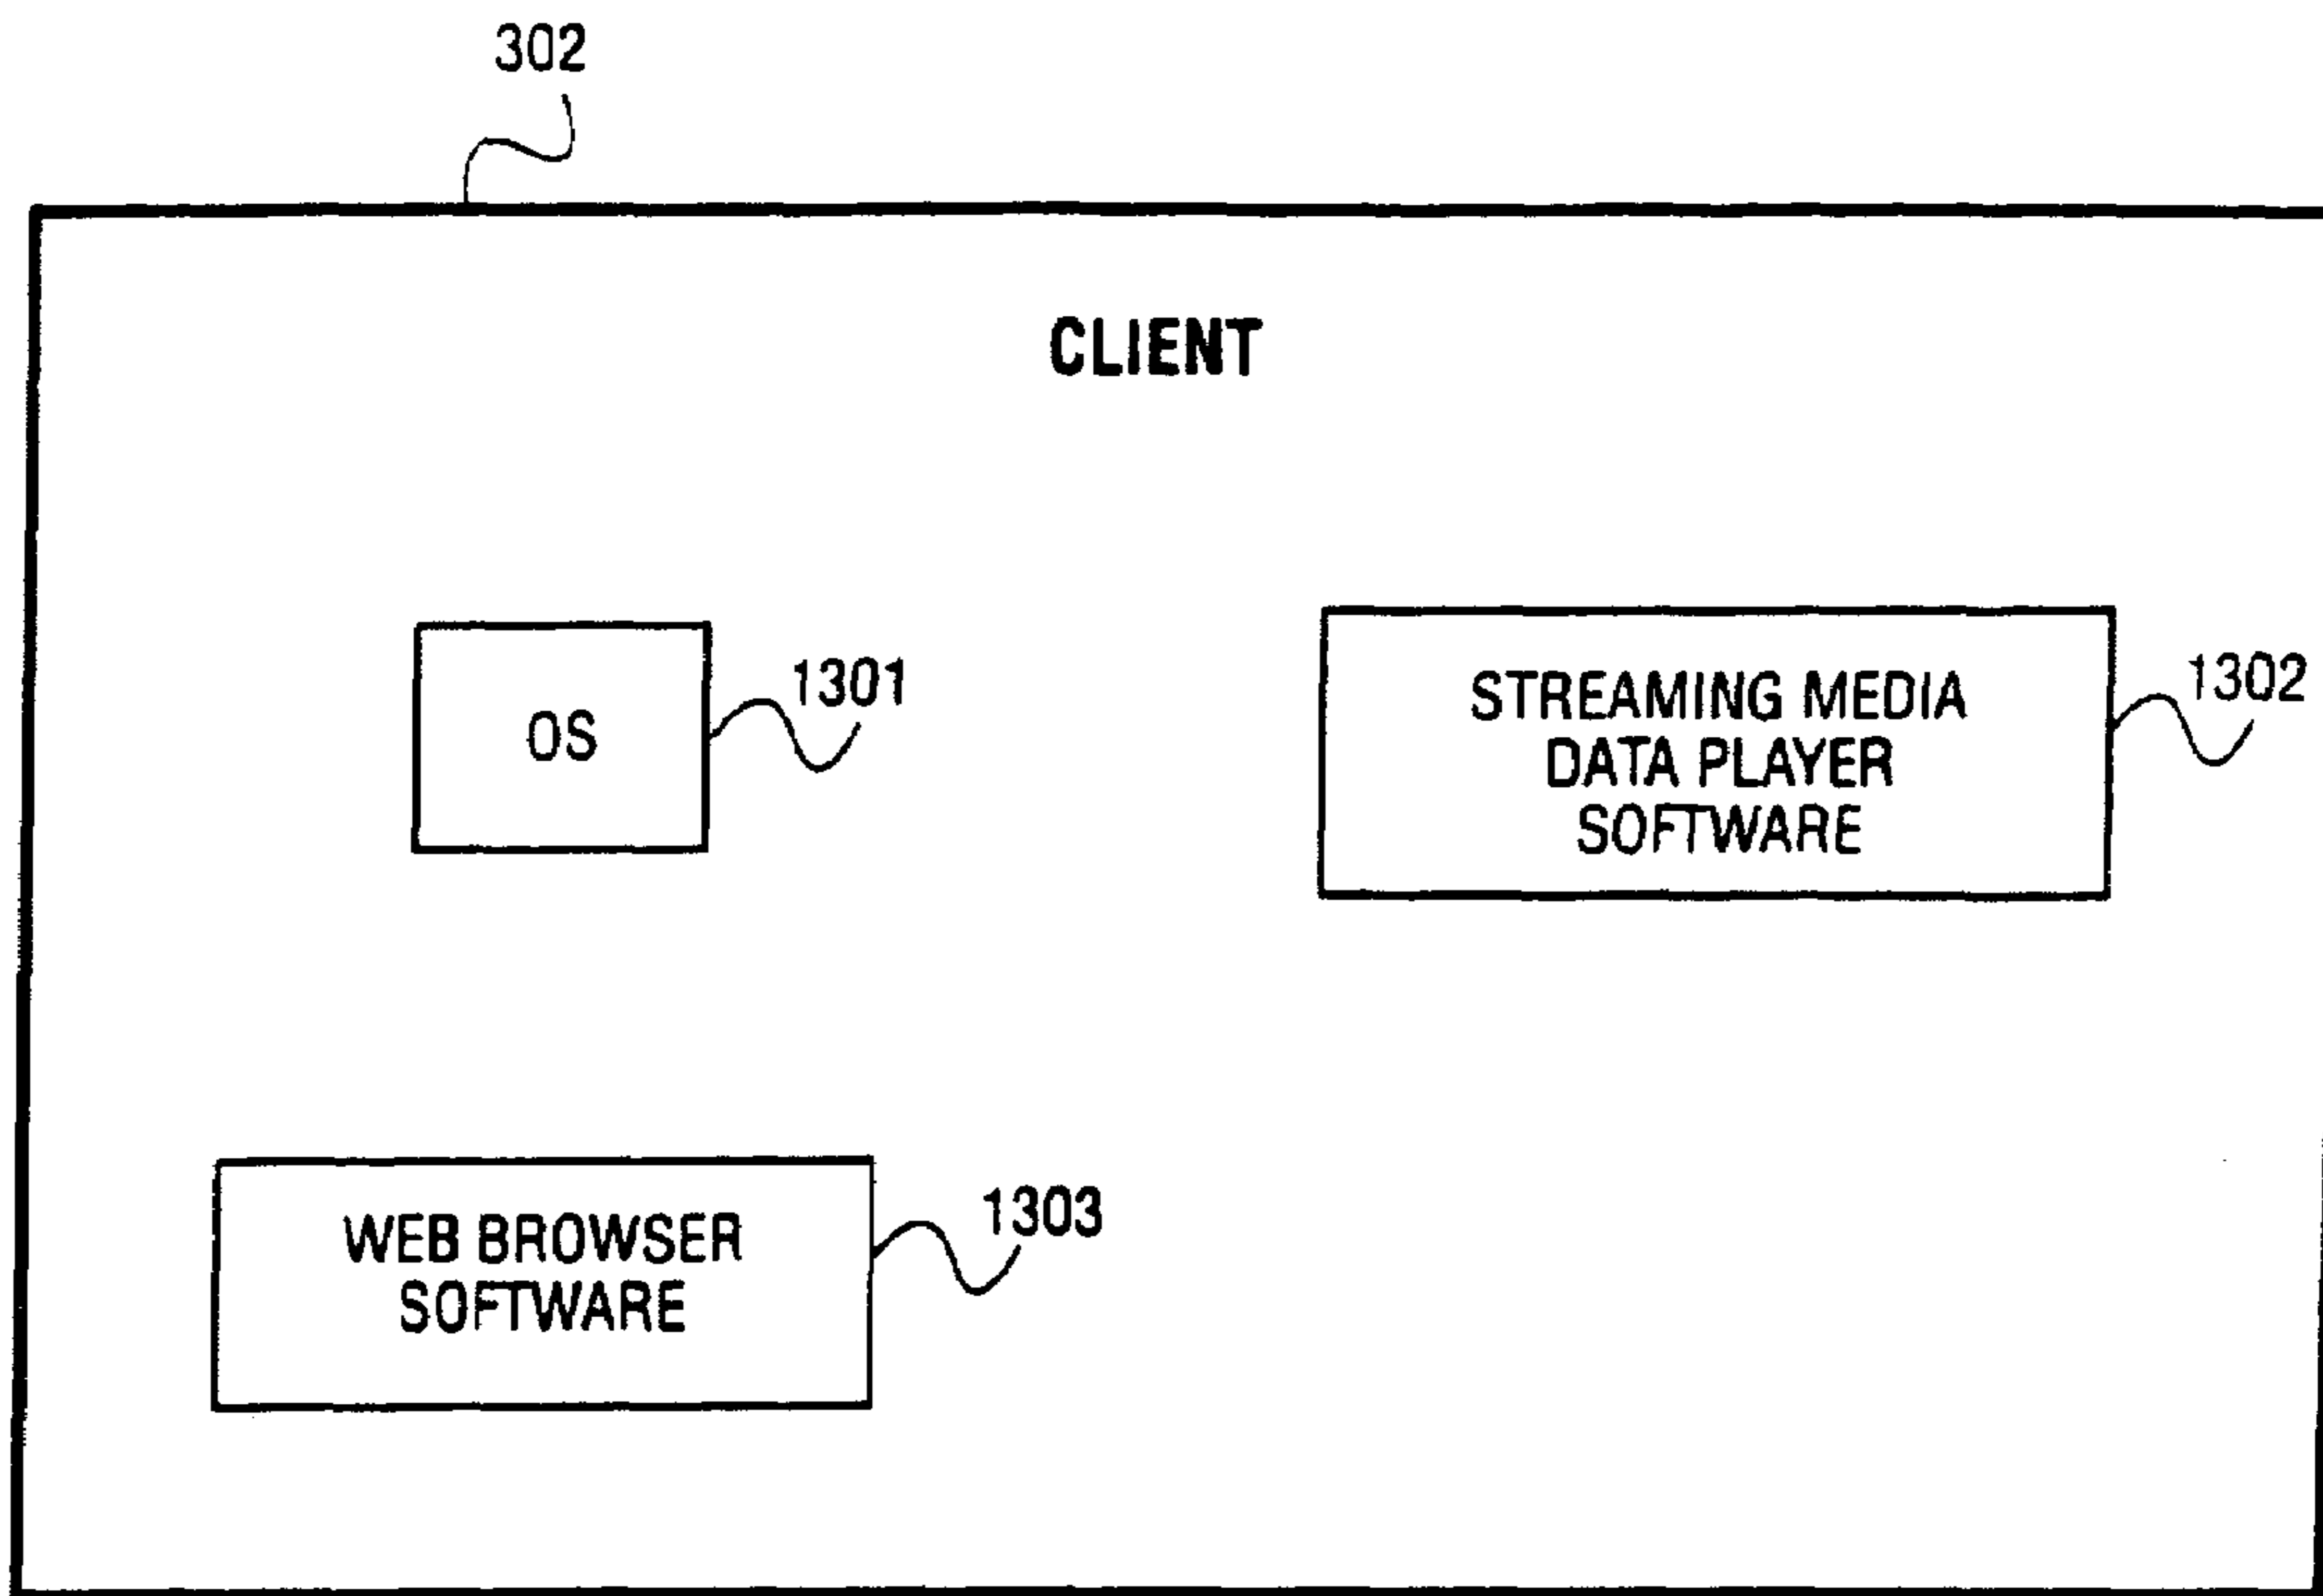 302
CLIENT
OS
1301
STREAMING MEDIA
DATA PLAYER
SOFTWARE
1302
WEB BROWSER
SOFTWARE
1303